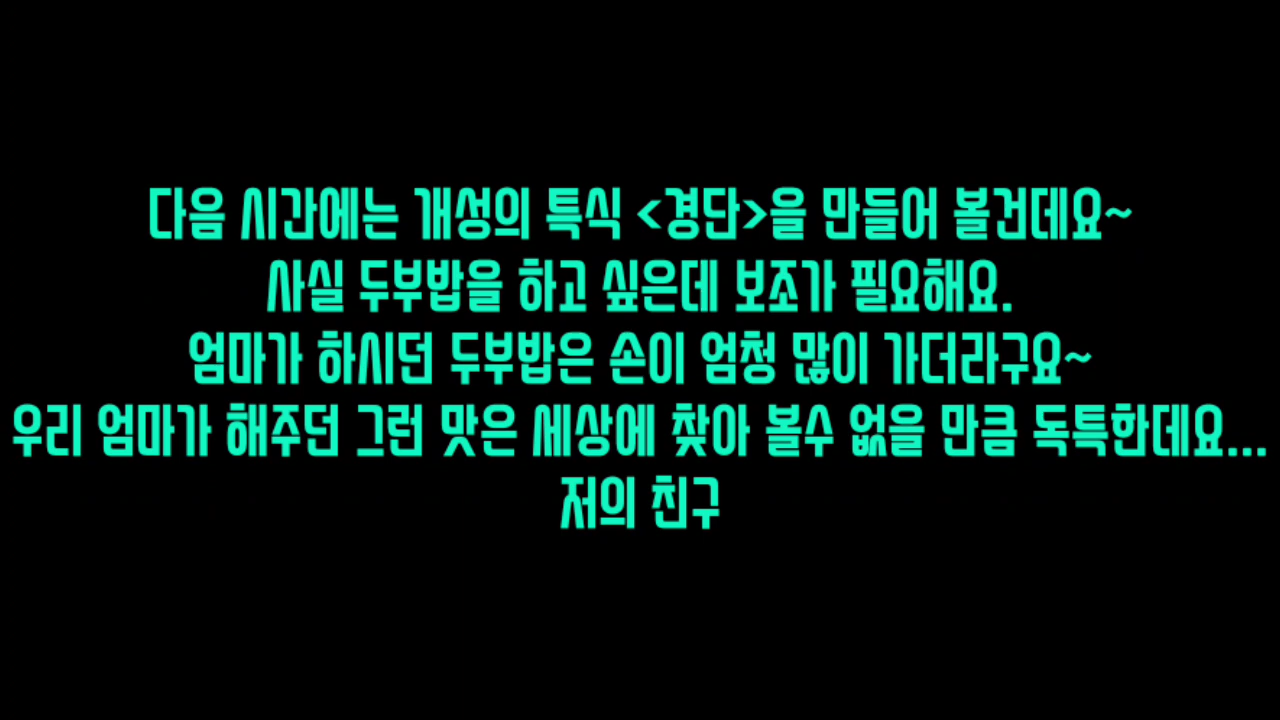 다음 시간에는 개성의 특식 <경단>을 만들어 볼건데요~
사실 두부밥을 하고 싶은데 보조가 필요해요.
엄마가 하시던 두부밥은 손이 엄청 많이 가더라구요~
우리 엄마가 해주던 그런 맛은 세상에 찾아 볼수 없을 만큼 독특한데요...
저의 친구